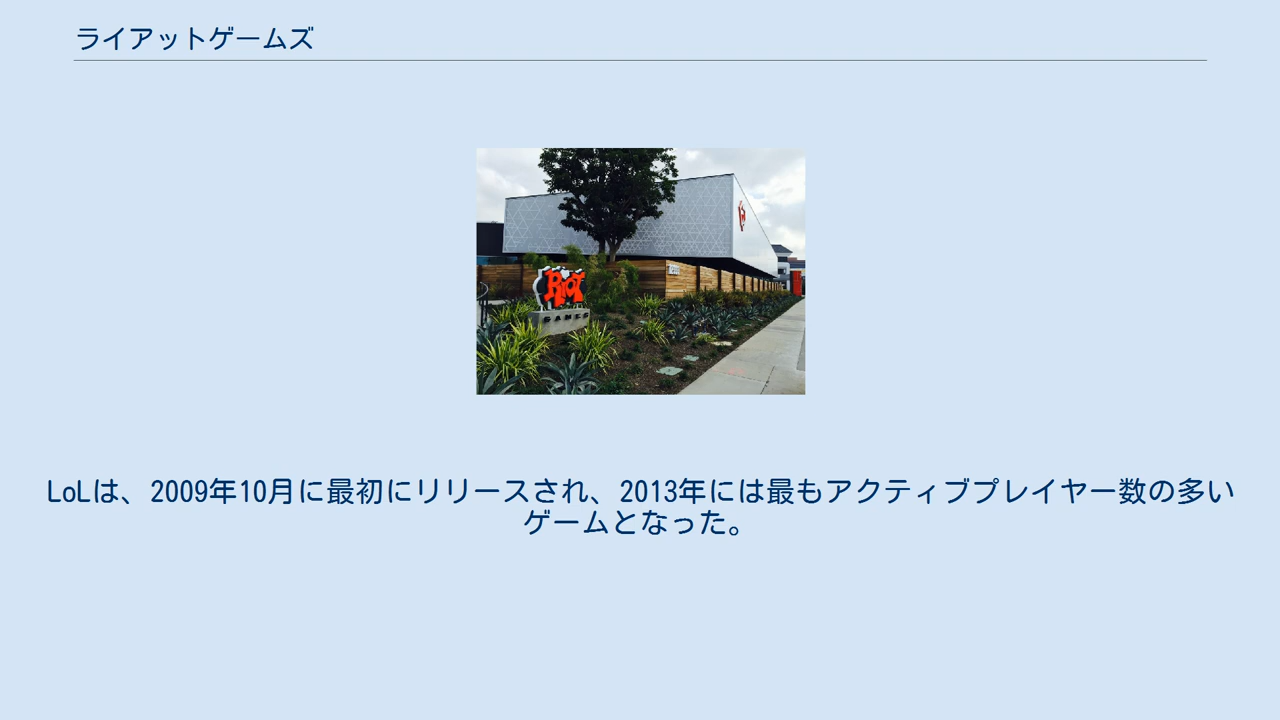 ライアットゲームズ
RIOT
GAMES
LoLは、2009年10月に最初にリリースされ、2013年には最もアクティブプレイヤー数の多い
ゲームとなった。